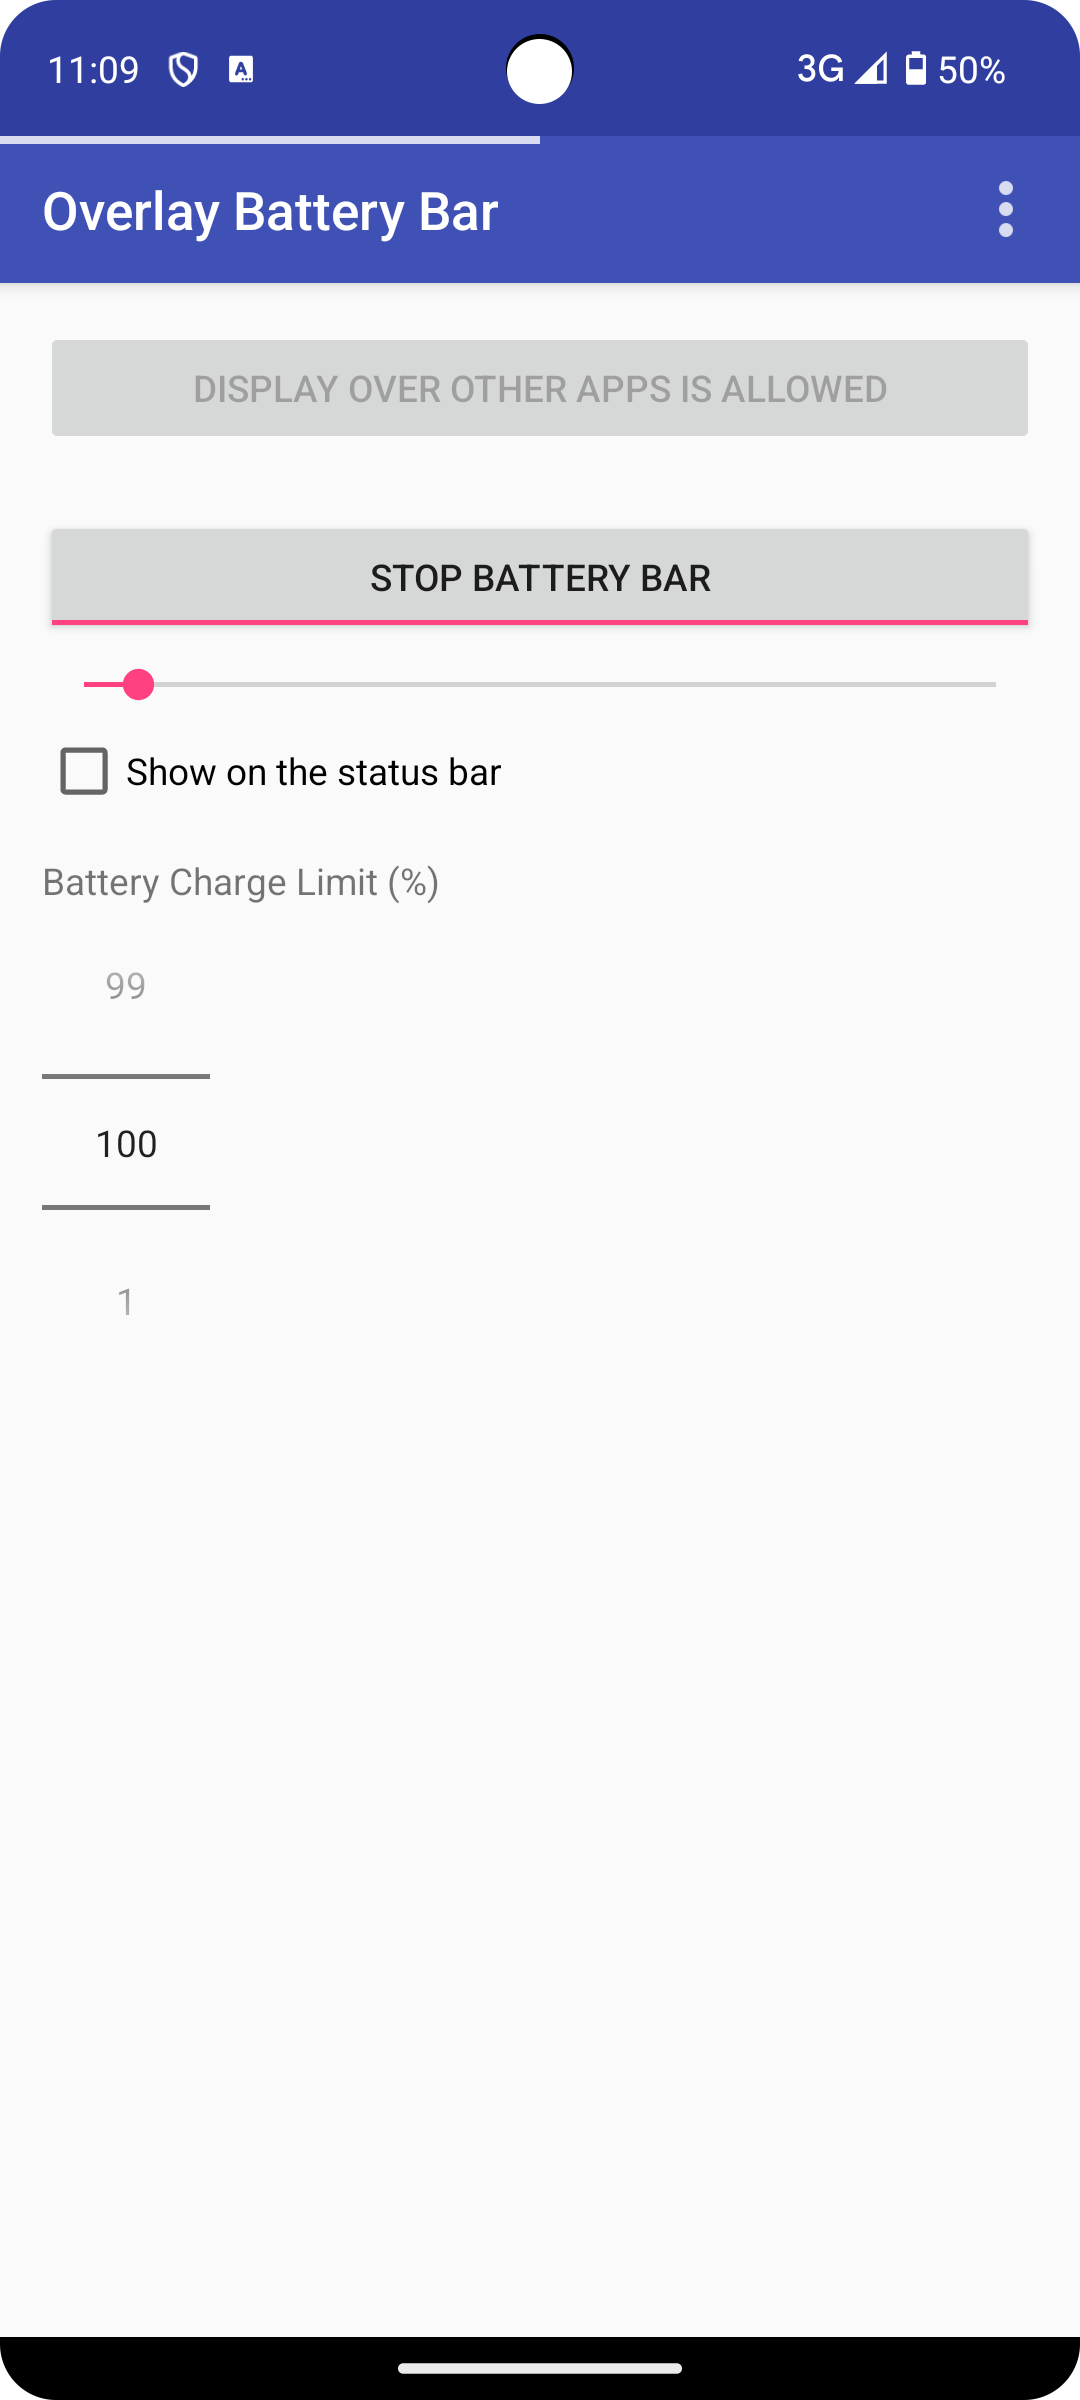 11:09 3G 50%
Overlay Battery Bar
DISPLAY OVER OTHER APPS IS ALLOWED
STOP BATTERY BAR
Show on the status bar
Battery Charge Limit (%)
99
100
1